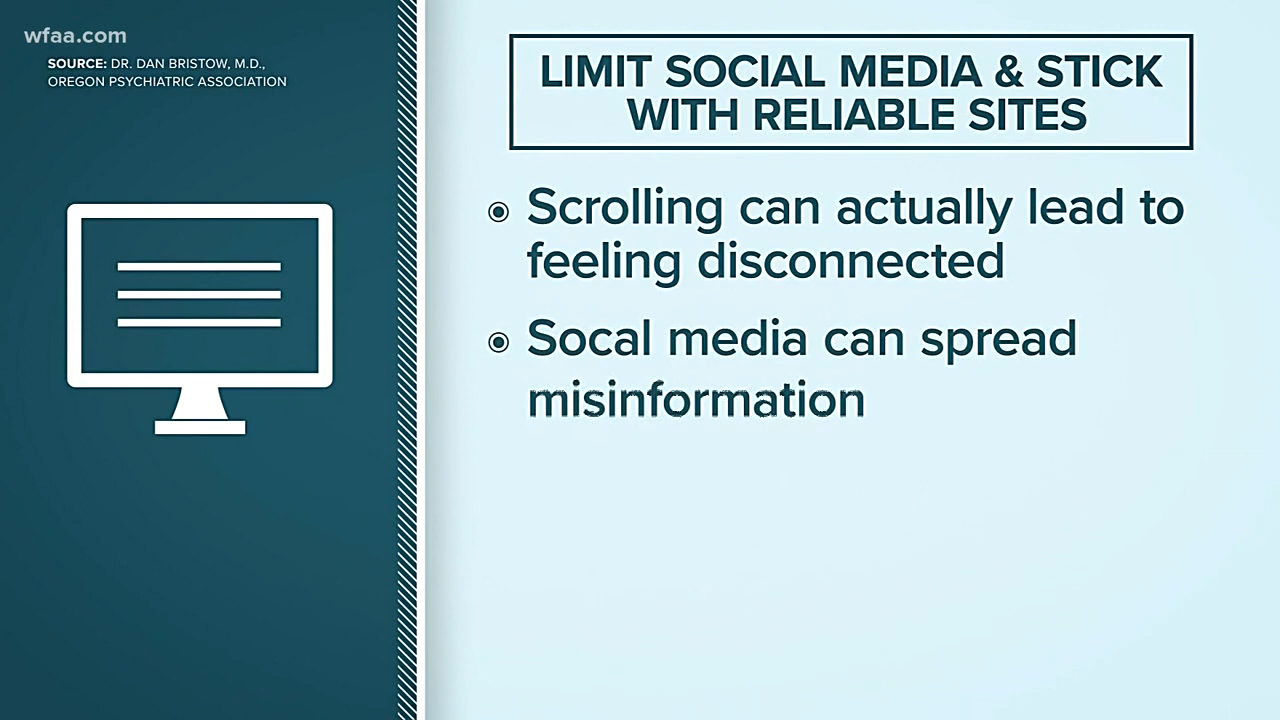 wfaa.com
SOURCE: DR. DAN BRISTOW, M.D.,
OREGON PSYCHIATRIC ASSOCIATION
LIMIT SOCIAL MEDIA & STICK
WITH RELIABLE SITES
Scrolling can actually lead to
feeling disconnected
Socal media can spread
misinformation